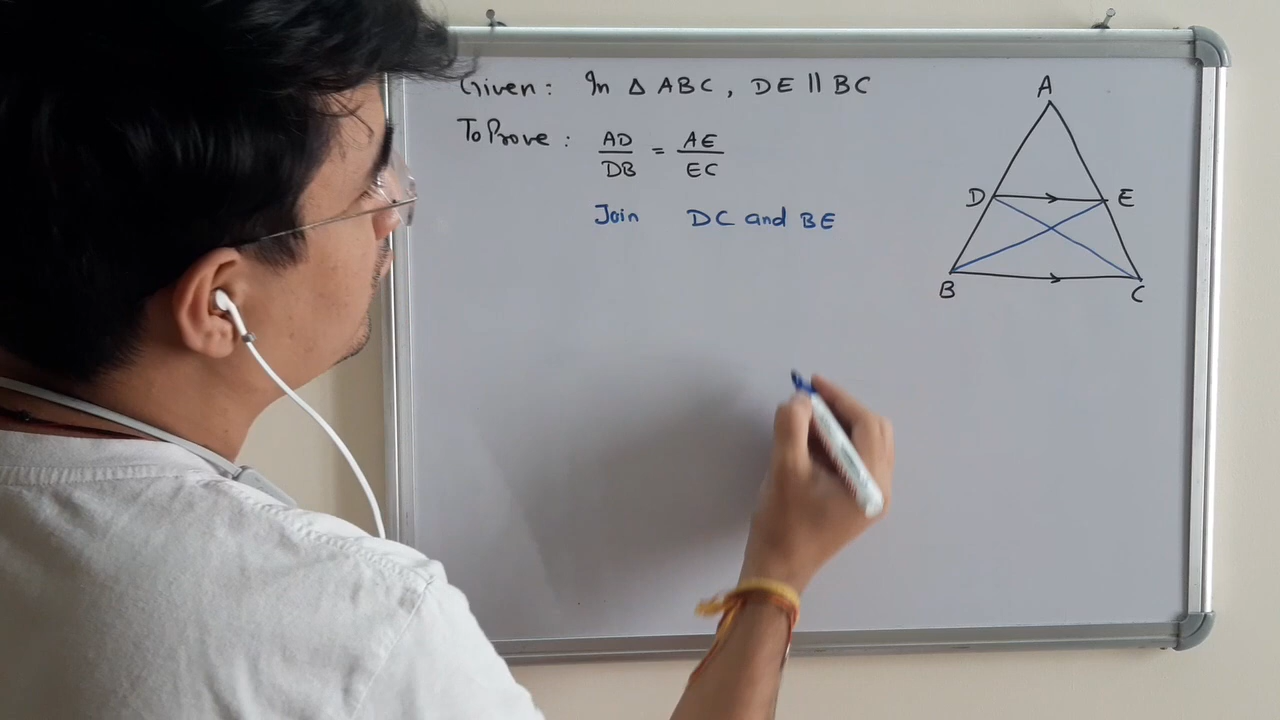 Given: In Δ ABC, DE || BC
To Prove: AD/DB = AE/EC
Join DC and BE
A
D E
B C